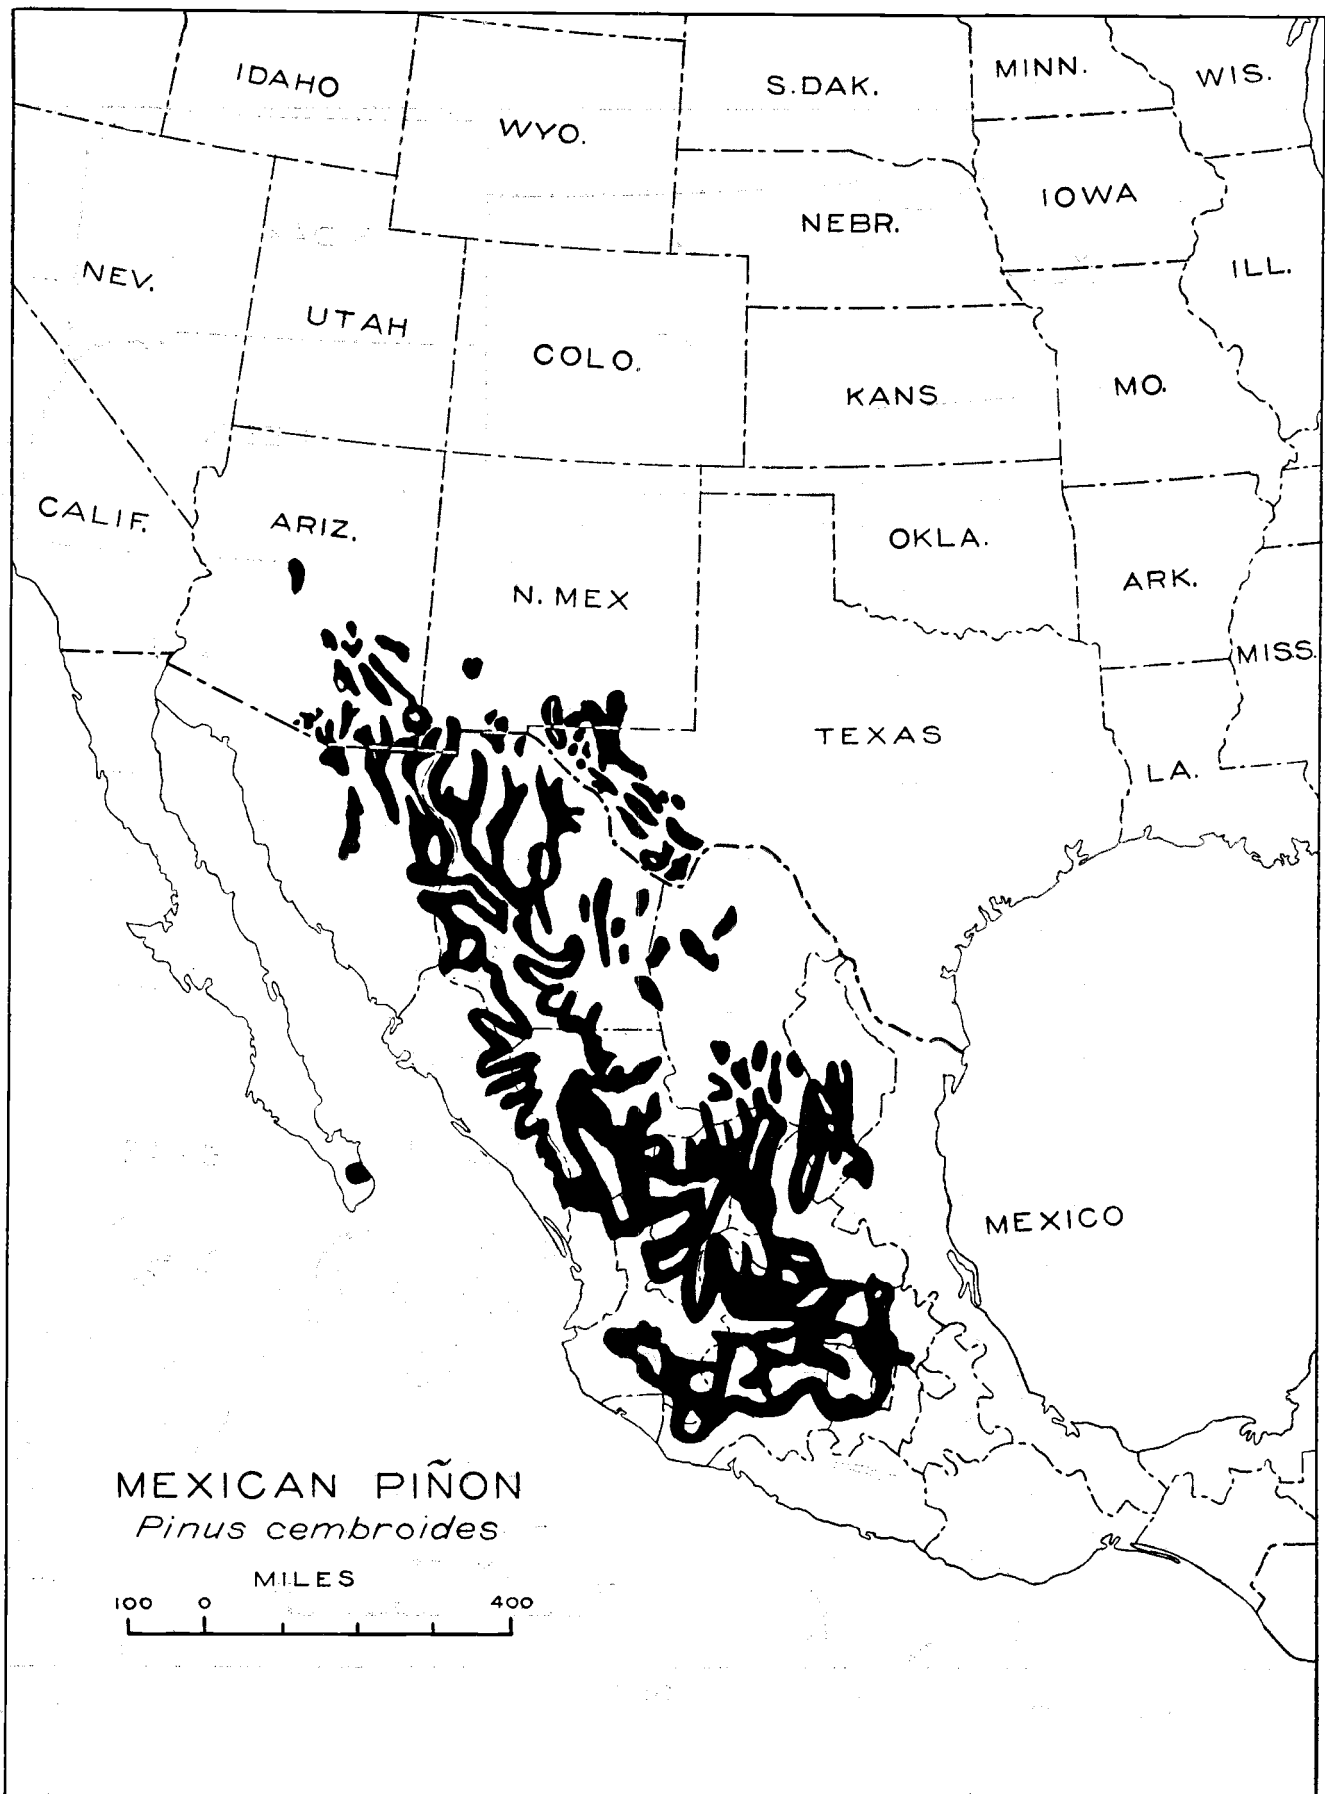 IDAHO
WYO.
S.DAK.
MINN.
WIS.
NEBR.
IOWA
NEV.
UTAH
COLO.
KANS
MO.
ILL.
CALIF.
ARIZ.
N. MEX
OKLA.
ARK.
MISS.
TEXAS
LA.
MEXICO
MEXICAN PIÑON
Pinus cembroides
MILES
100 0 400